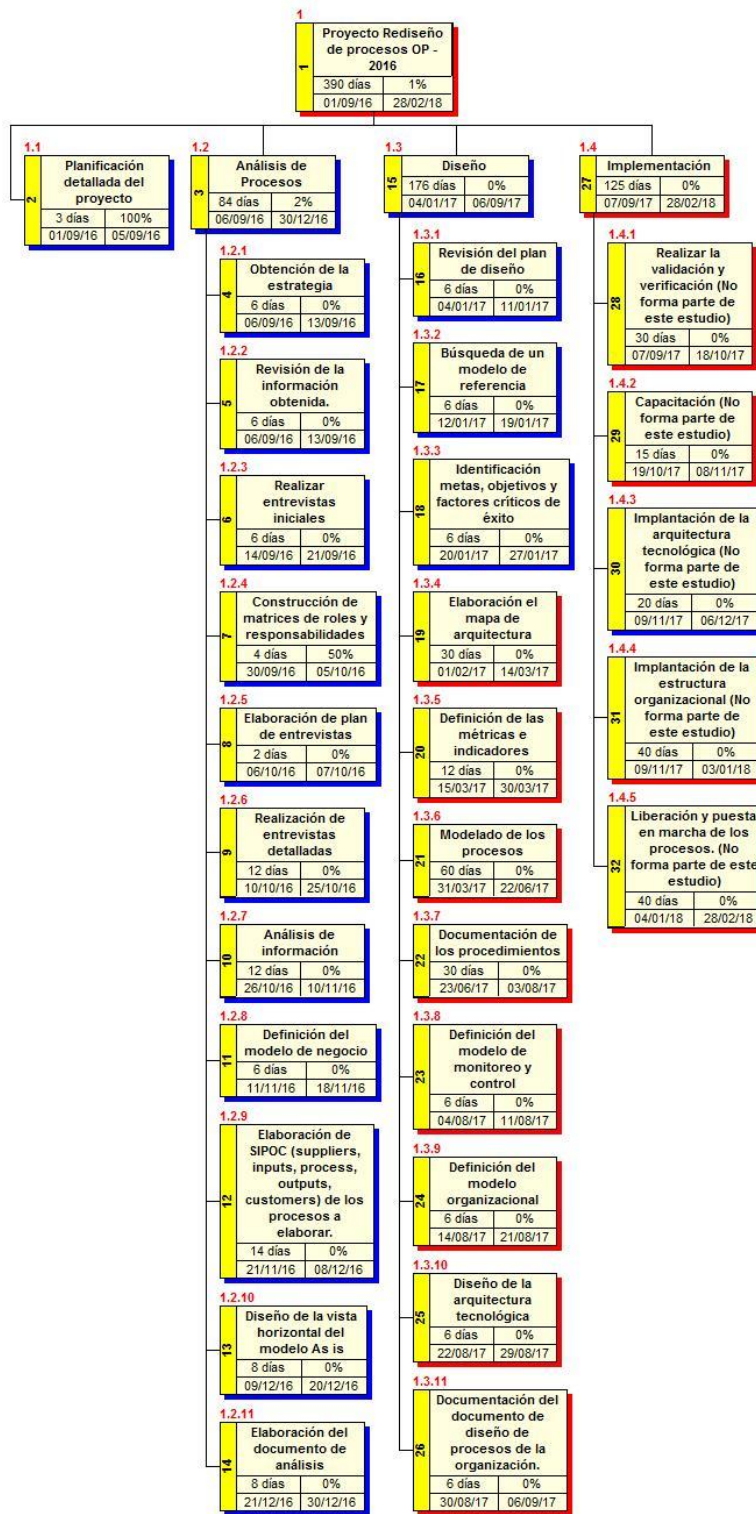 1
1
Proyecto Rediseño
de procesos OP -
2016
390 días 1%
01/09/16 28/02/18
1.1
2
Planificación
detallada del
proyecto
3 días 100%
01/09/16 05/09/16
1.2
3
Análisis de
Procesos
84 días 2%
06/09/16 30/12/16
1.2.1
4
Obtención de la
estrategia
6 días 0%
06/09/16 13/09/16
1.2.2
5
Revisión de la
información
obtenida.
6 días 0%
06/09/16 13/09/16
1.2.3
6
Realizar
entrevistas
iniciales
6 días 0%
14/09/16 21/09/16
1.2.4
7
Construcción de
matrices de roles y
responsabilidades
4 días 50%
30/09/16 05/10/16
1.2.5
8
Elaboración de plan
de entrevistas
2 días 0%
06/10/16 07/10/16
1.2.6
9
Realización de
entrevistas
detalladas
12 días 0%
10/10/16 25/10/16
1.2.7
10
Análisis de
información
12 días 0%
26/10/16 10/11/16
1.2.8
11
Definición del
modelo de negocio
6 días 0%
11/11/16 18/11/16
1.2.9
12
Elaboración de
SIPOC (suppliers,
inputs, process,
outputs,
customers) de los
procesos a
elaborar.
14 días 0%
21/11/16 08/12/16
1.2.10
13
Diseño de la vista
horizontal del
modelo As is
8 días 0%
09/12/16 20/12/16
1.2.11
14
Elaboración del
documento de
análisis
8 días 0%
21/12/16 30/12/16
1.3
15
Diseño
176 días 0%
04/01/17 06/09/17
1.3.1
16
Revisión del plan
de diseño
6 días 0%
04/01/17 11/01/17
1.3.2
17
Búsqueda de un
modelo de
referencia
6 días 0%
12/01/17 19/01/17
1.3.3
18
Identificación
metas, objetivos y
factores críticos de
éxito
6 días 0%
20/01/17 27/01/17
1.3.4
19
Elaboración el
mapa de
arquitectura
30 días 0%
01/02/17 14/03/17
1.3.5
20
Definición de las
métricas e
indicadores
12 días 0%
15/03/17 30/03/17
1.3.6
21
Modelado de los
procesos
60 días 0%
31/03/17 22/06/17
1.3.7
22
Documentación de
los procedimientos
30 días 0%
23/06/17 03/08/17
1.3.8
23
Definición del
modelo de
monitoreo y
control
6 días 0%
04/08/17 11/08/17
1.3.9
24
Definición del
modelo
organizacional
6 días 0%
14/08/17 21/08/17
1.3.10
25
Diseño de la
arquitectura
tecnológica
6 días 0%
22/08/17 29/08/17
1.3.11
26
Documentación del
documento de
diseño de
procesos de la
organización.
6 días 0%
30/08/17 06/09/17
1.4
27
Implementación
125 días 0%
07/09/17 28/02/18
1.4.1
28
Realizar la
validación y
verificación (No
forma parte de
este estudio)
30 días 0%
07/09/17 18/10/17
1.4.2
29
Capacitación (No
forma parte de
este estudio)
15 días 0%
19/10/17 08/11/17
1.4.3
30
Implantación de la
arquitectura
tecnológica (No
forma parte de
este estudio)
20 días 0%
09/11/17 06/12/17
1.4.4
31
Implantación de la
estructura
organizacional (No
forma parte de
este estudio)
40 días 0%
09/11/17 03/01/18
1.4.5
32
Liberación y puesta
en marcha de los
procesos. (No
forma parte de este
estudio)
40 días 0%
04/01/18 28/02/18